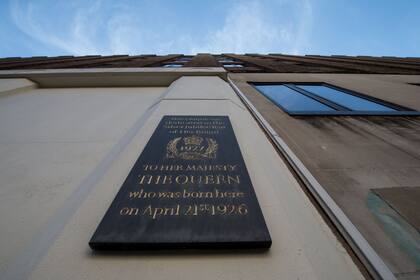 This plaque was
dedicated in the
Silver Jubilee year
of Her Reign
1977
TO HER MAJESTY
THE QUEEN
who was born here
on April 21st 1926